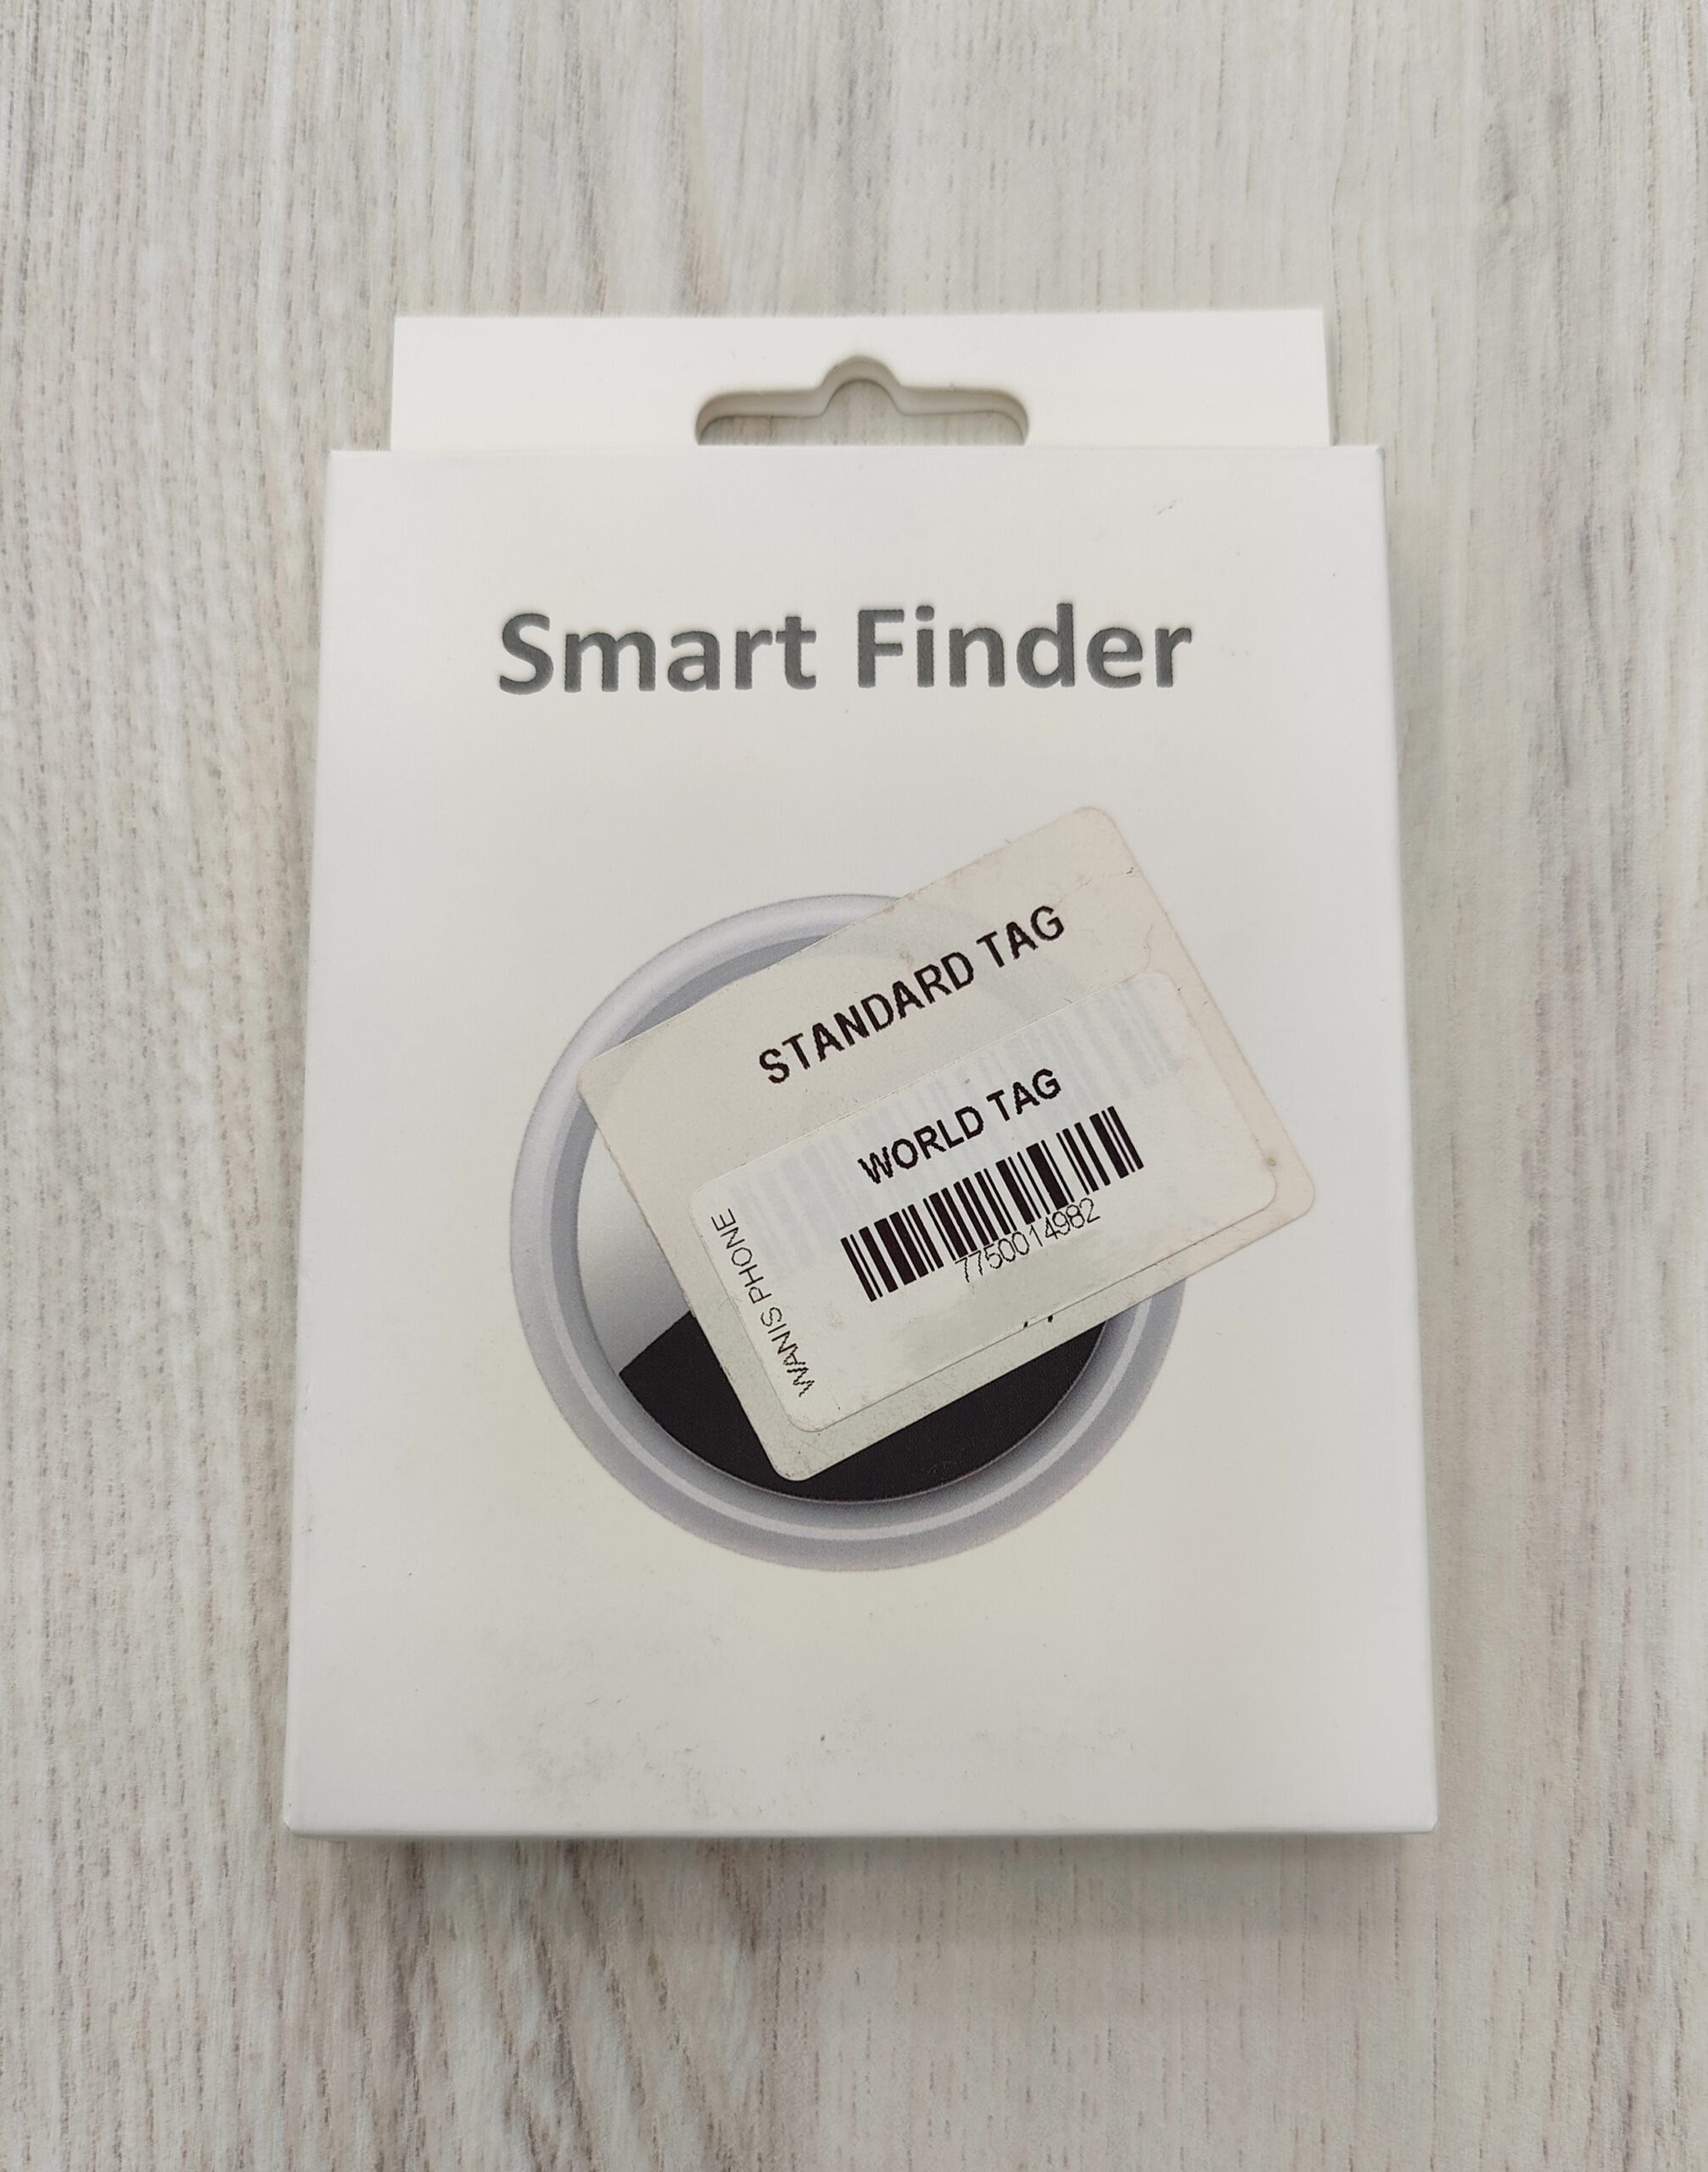 Smart Finder
STANDARD TAG
WORLD TAG
7750014982
WANIS PHONE